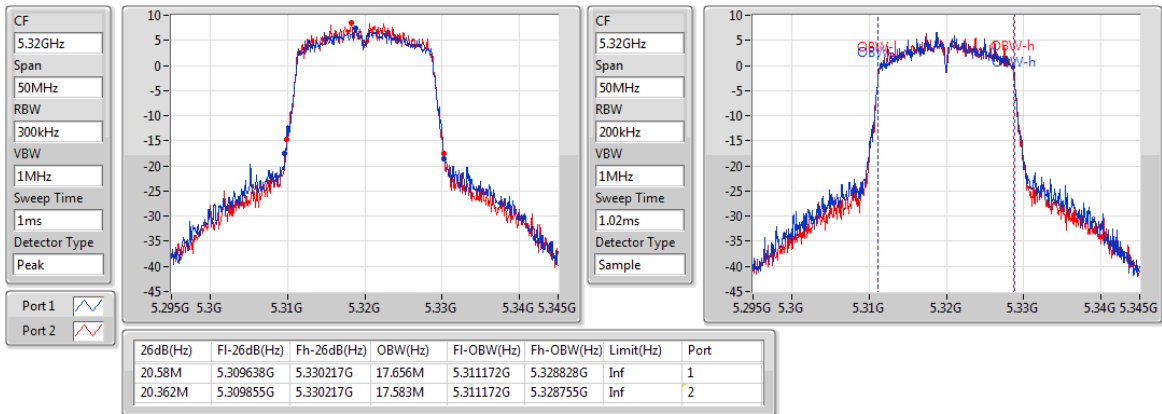 CF
5.32GHz
Span
50MHz
RBW
300kHz
VBW
1MHz
Sweep Time
1ms
Detector Type
Peak
Port 1
Port 2
10
5
0
-5
-10
-15
-20
-25
-30
-35
-40
-45
5.295G 5.3G 5.31G 5.32G 5.33G 5.34G 5.345G
CF
5.32GHz
Span
50MHz
RBW
200kHz
VBW
1MHz
Sweep Time
1.02ms
Detector Type
Sample
10
5
0
-5
-10
-15
-20
-25
-30
-35
-40
-45
OBW-h
OBW-h
5.295G 5.3G 5.31G 5.32G 5.33G 5.34G 5.345G
26dB(Hz) Fl-26dB(Hz) Fh-26dB(Hz) OBW(Hz) Fl-OBW(Hz) Fh-OBW(Hz) Limit(Hz) Port
20.58M 5.309638G 5.330217G 17.656M 5.311172G 5.328828G Inf 1
20.362M 5.309855G 5.330217G 17.583M 5.311172G 5.328755G Inf 2